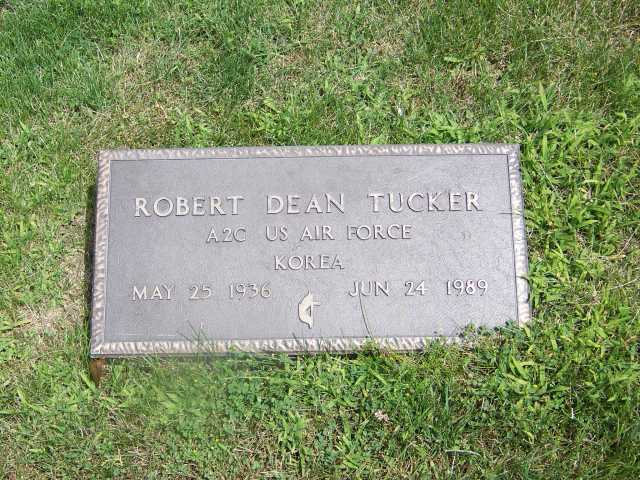 ROBERT DEAN TUCKER
A2C US AIR FORCE
KOREA
MAY 25 1936 JUN 24 1989